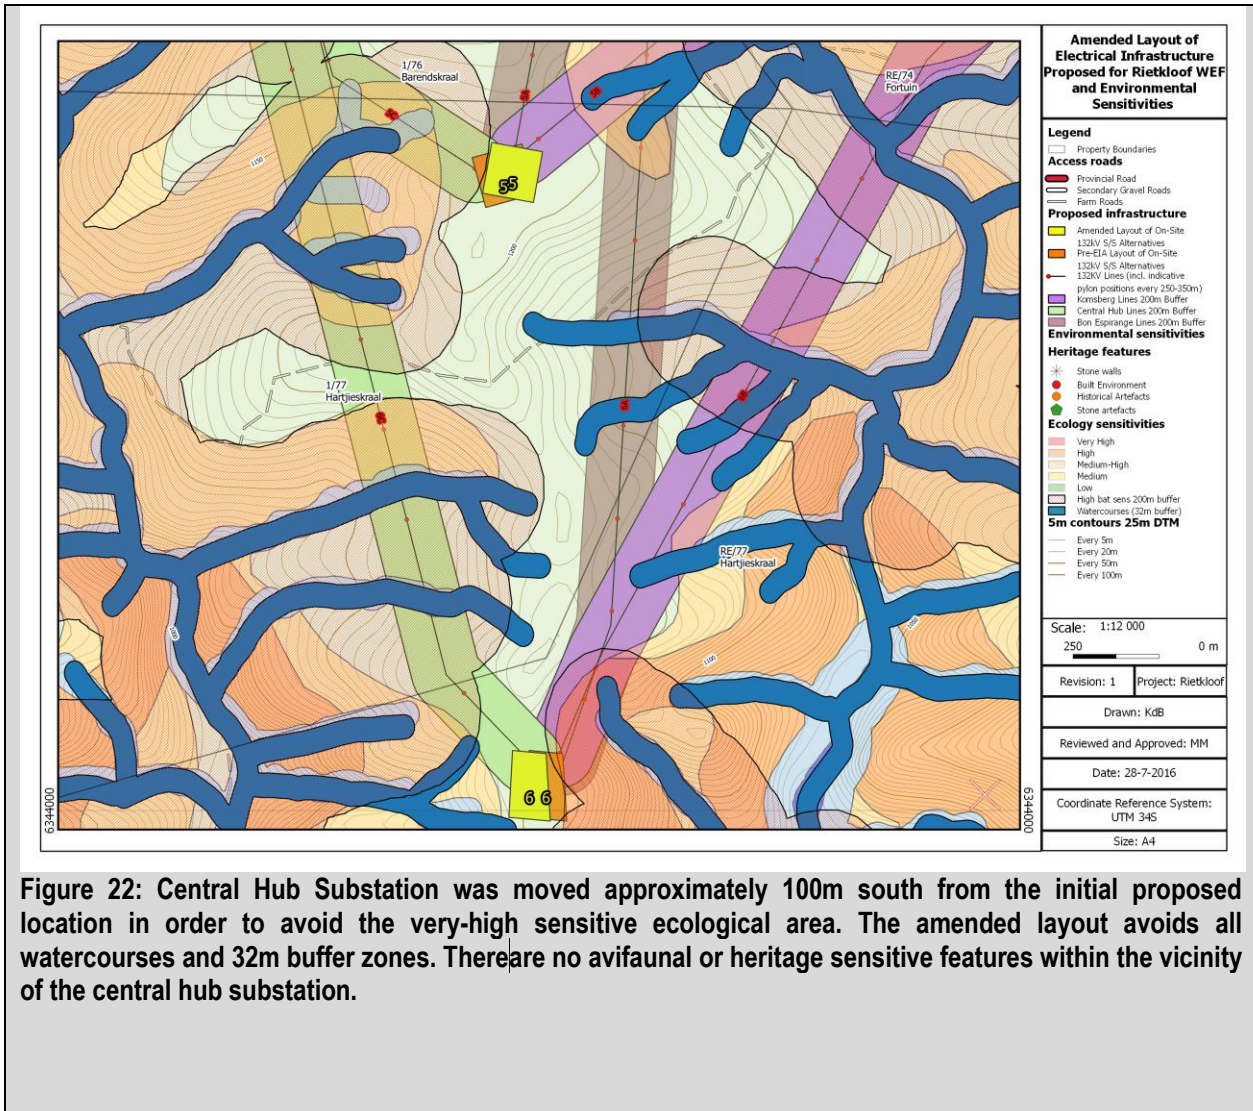 Amended Layout of
Electrical Infrastructure
Proposed for Rietkloof WEF
and Environmental
Sensitivities
Legend
Property Boundaries
Access roads
Provincial Road
Secondary Gravel Roads
Farm Roads
Proposed infrastructure
Amended Layout of On-Site
132kV S/S Alternatives
Pre-EIA Layout of On-Site
132kV S/S Alternatives
132KV Lines (incl. indicative
pylon positions every 250-350m)
Komsberg Lines 200m Buffer
Central Hub Lines 200m Buffer
Bon Espirange Lines 200m Buffer
Environmental sensitivities
Heritage features
Stone walls
Built Environment
Historical Artefacts
Stone artefacts
Ecology sensitivities
Very High
High
Medium-High
Medium
Low
High bat sens 200m buffer
Watercourses (32m buffer)
5m contours 25m DTM
Every 5m
Every 20m
Every 50m
Every 100m
Scale: 1:12 000
250 0 m
Revision: 1 Project: Rietkloof
Drawn: KdB
Reviewed and Approved: MM
Date: 28-7-2016
Coordinate Reference System:
UTM 34S
Size: A4
1/76
Barendskraal
RE/74
Fortuin
1150
5A
5B
5C
55
1200
1/77
Hartjieskraal
6A
RE/77
Hartjieskraal
1000
1050
1100
6 6
6344000
6344000
Figure 22: Central Hub Substation was moved approximately 100m south from the initial proposed
location in order to avoid the very-high sensitive ecological area. The amended layout avoids all
watercourses and 32m buffer zones. Thereare no avifaunal or heritage sensitive features within the vicinity
of the central hub substation.